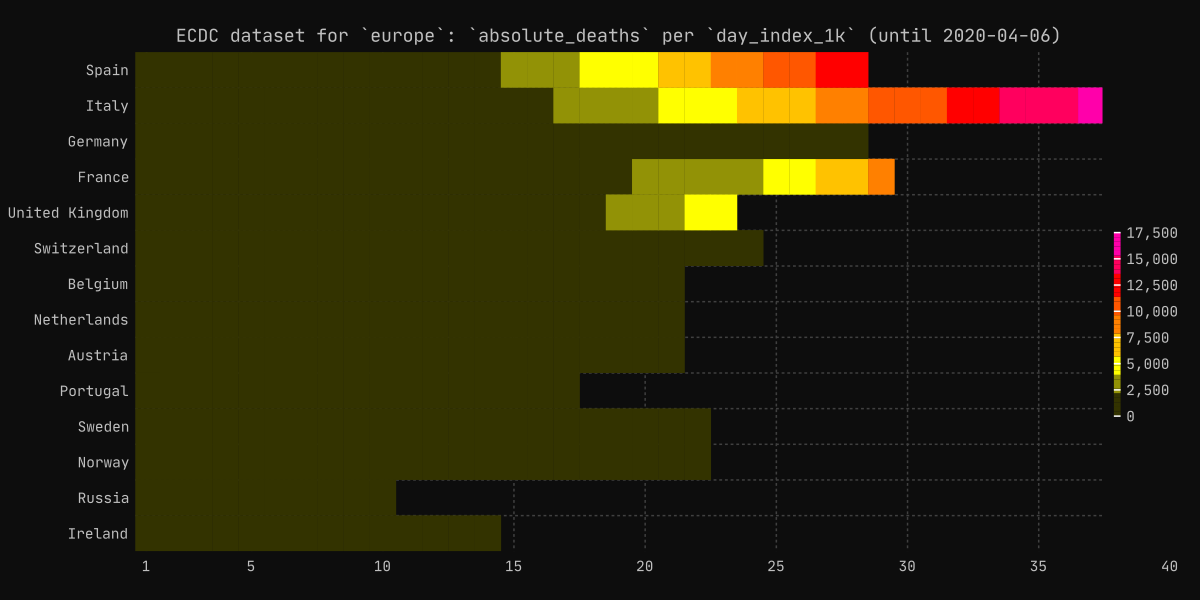 ECDC dataset for `europe`: `absolute_deaths` per `day_index_1k` (until 2020-04-06)
Spain
Italy
Germany
France
United Kingdom
Switzerland
Belgium
Netherlands
Austria
Portugal
Sweden
Norway
Russia
Ireland
1 5 10 15 20 25 30 35 40
17,500
15,000
12,500
10,000
7,500
5,000
2,500
0